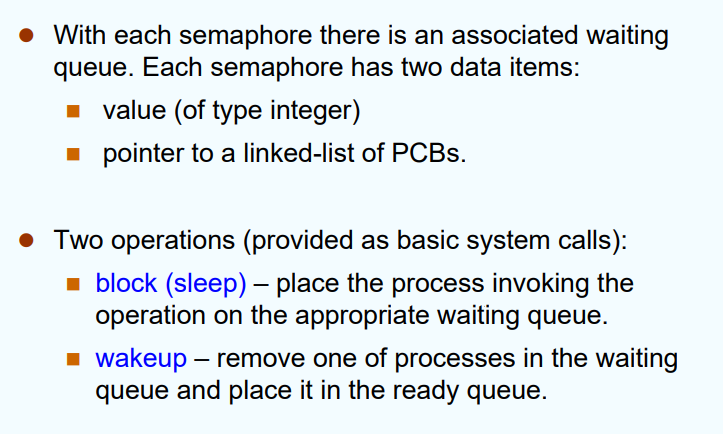 With each semaphore there is an associated waiting
queue. Each semaphore has two data items:
value (of type integer)
pointer to a linked-list of PCBs.
Two operations (provided as basic system calls):
block (sleep) – place the process invoking the
operation on the appropriate waiting queue.
wakeup – remove one of processes in the waiting
queue and place it in the ready queue.